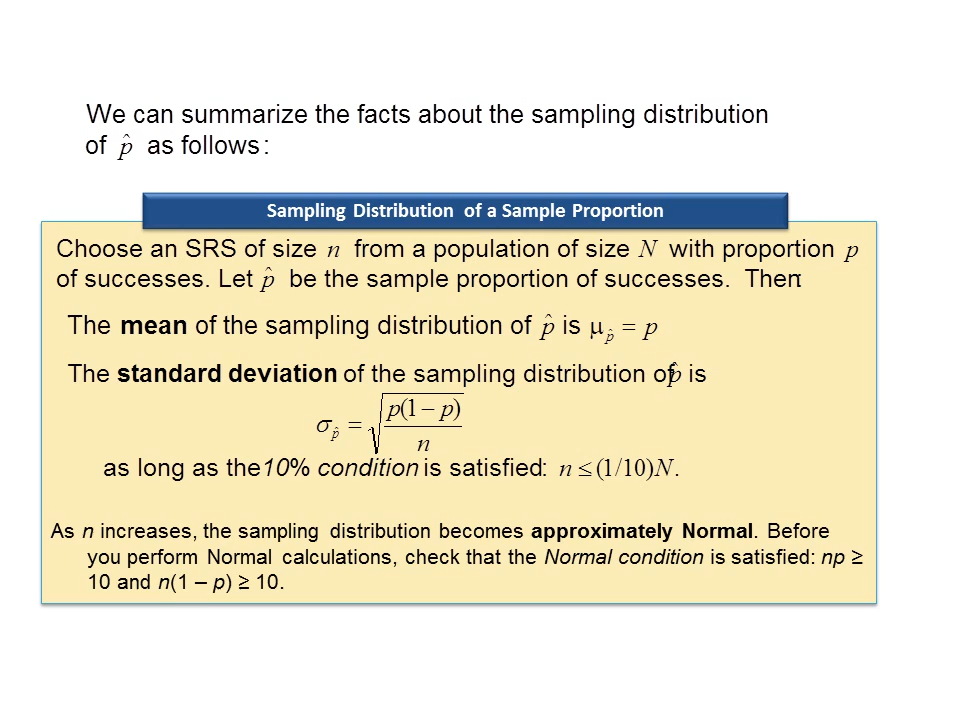 We can summarize the facts about the sampling distribution
of p̂ as follows:
Sampling Distribution of a Sample Proportion
Choose an SRS of size n from a population of size N with proportion p
of successes. Let p̂ be the sample proportion of successes. Then:
The mean of the sampling distribution of p̂ is μ_p̂ = p
The standard deviation of the sampling distribution of p̂ is
σ_p̂ = √(p(1 − p)/n)
as long as the 10% condition is satisfied: n ≤ (1/10)N.
As n increases, the sampling distribution becomes approximately Normal. Before
you perform Normal calculations, check that the Normal condition is satisfied: np ≥
10 and n(1 – p) ≥ 10.